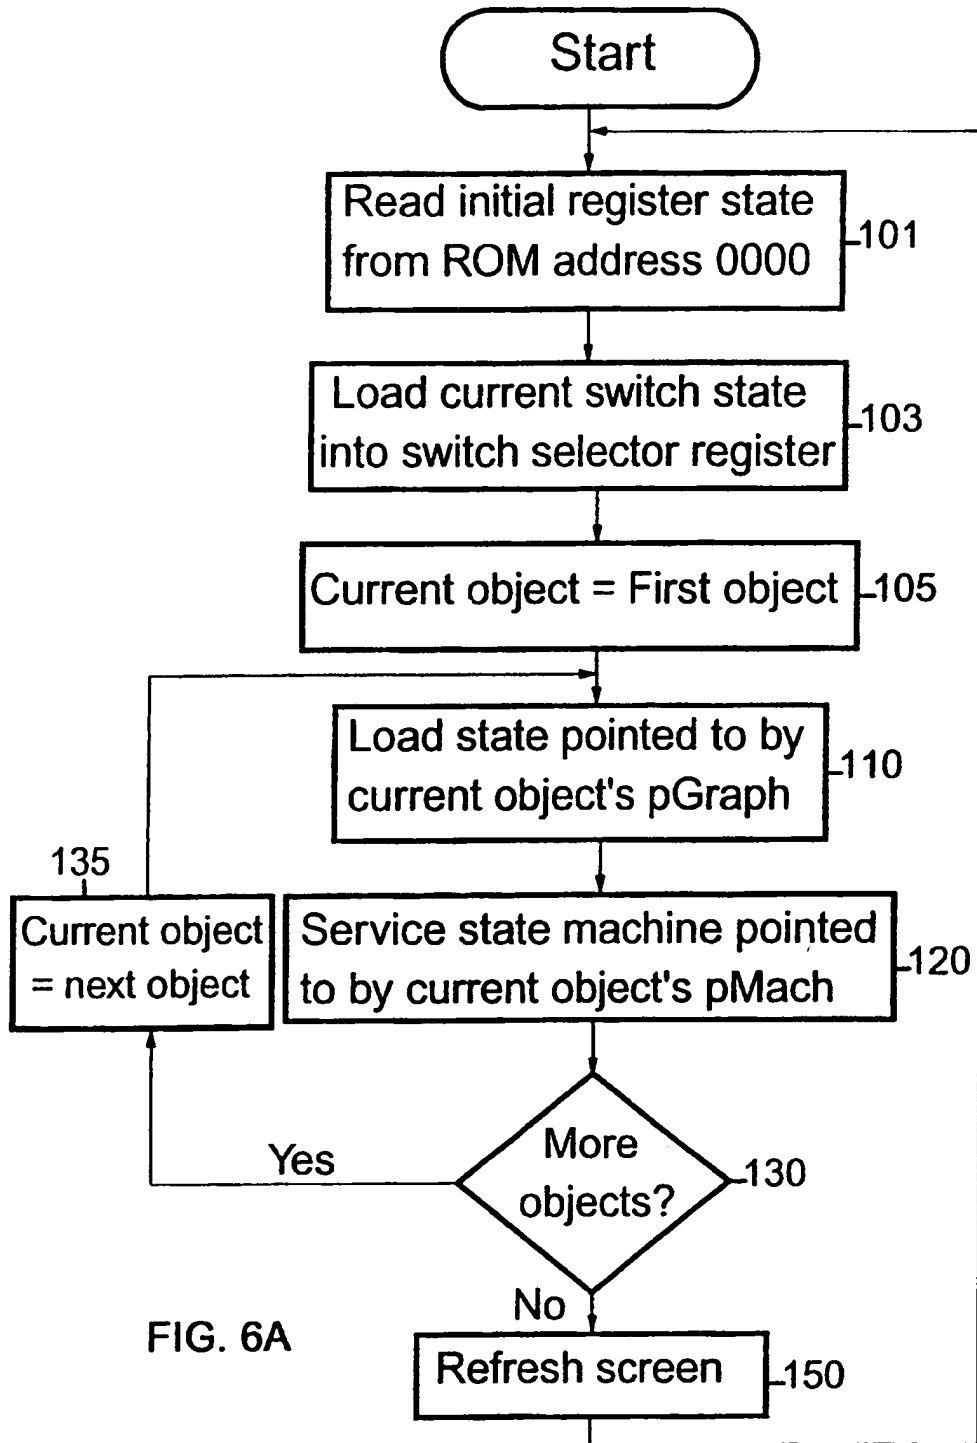 Start
Read initial register state
from ROM address 0000
101
Load current switch state
into switch selector register
103
Current object = First object
105
Load state pointed to by
current object's pGraph
110
135
Current object
= next object
Service state machine pointed
to by current object's pMach
120
More
objects?
130
Yes
No
FIG. 6A
Refresh screen
150